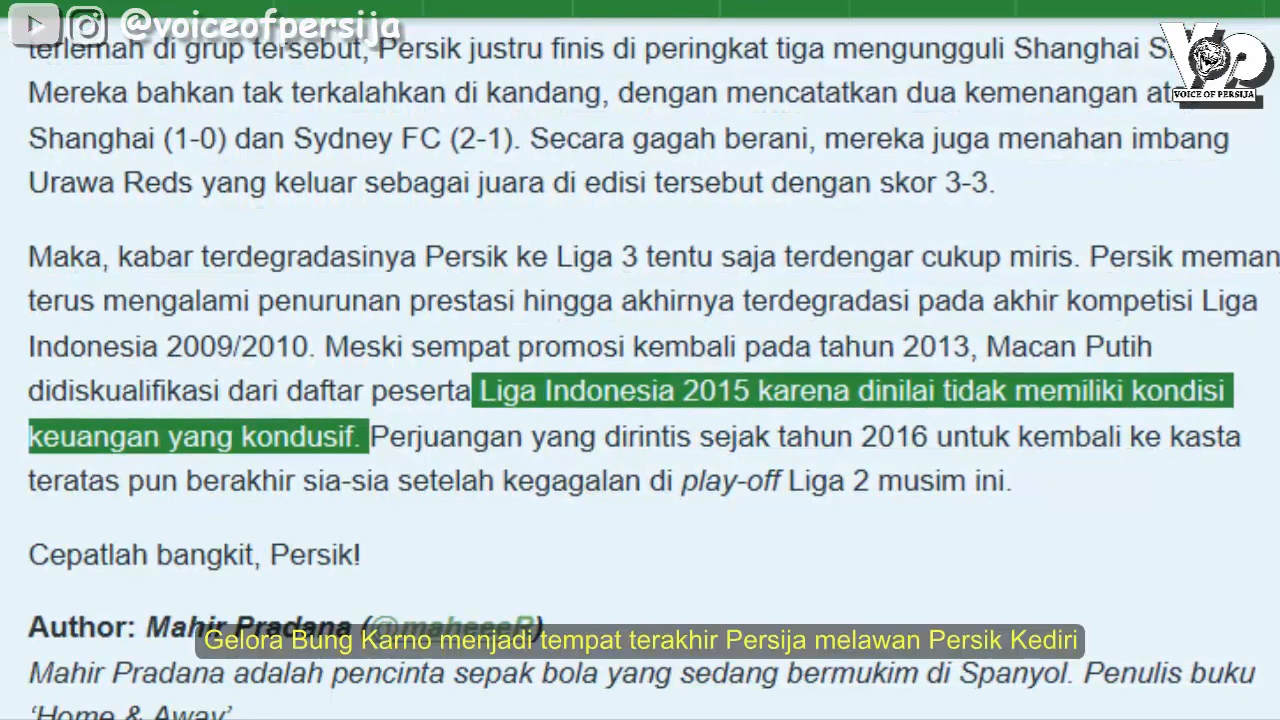 @voiceofpersija
VOICE OF PERSIJA
terlemah di grup tersebut, Persik justru finis di peringkat tiga mengungguli Shanghai
Mereka bahkan tak terkalahkan di kandang, dengan mencatatkan dua kemenangan
Shanghai (1-0) dan Sydney FC (2-1). Secara gagah berani, mereka juga menahan imbang
Urawa Reds yang keluar sebagai juara di edisi tersebut dengan skor 3-3.
Maka, kabar terdegradasinya Persik ke Liga 3 tentu saja terdengar cukup miris. Persik meman
terus mengalami penurunan prestasi hingga akhirnya terdegradasi pada akhir kompetisi Liga
Indonesia 2009/2010. Meski sempat promosi kembali pada tahun 2013, Macan Putih
didiskualifikasi dari daftar peserta Liga Indonesia 2015 karena dinilai tidak memiliki kondisi
keuangan yang kondusif. Perjuangan yang dirintis sejak tahun 2016 untuk kembali ke kasta
teratas pun berakhir sia-sia setelah kegagalan di play-off Liga 2 musim ini.
Cepatlah bangkit, Persik!
Author: Mahir Pradana (@maheeeR)
Gelora Bung Karno menjadi tempat terakhir Persija melawan Persik Kediri
Mahir Pradana adalah pencinta sepak bola yang sedang bermukim di Spanyol. Penulis buku
'Home & Away'